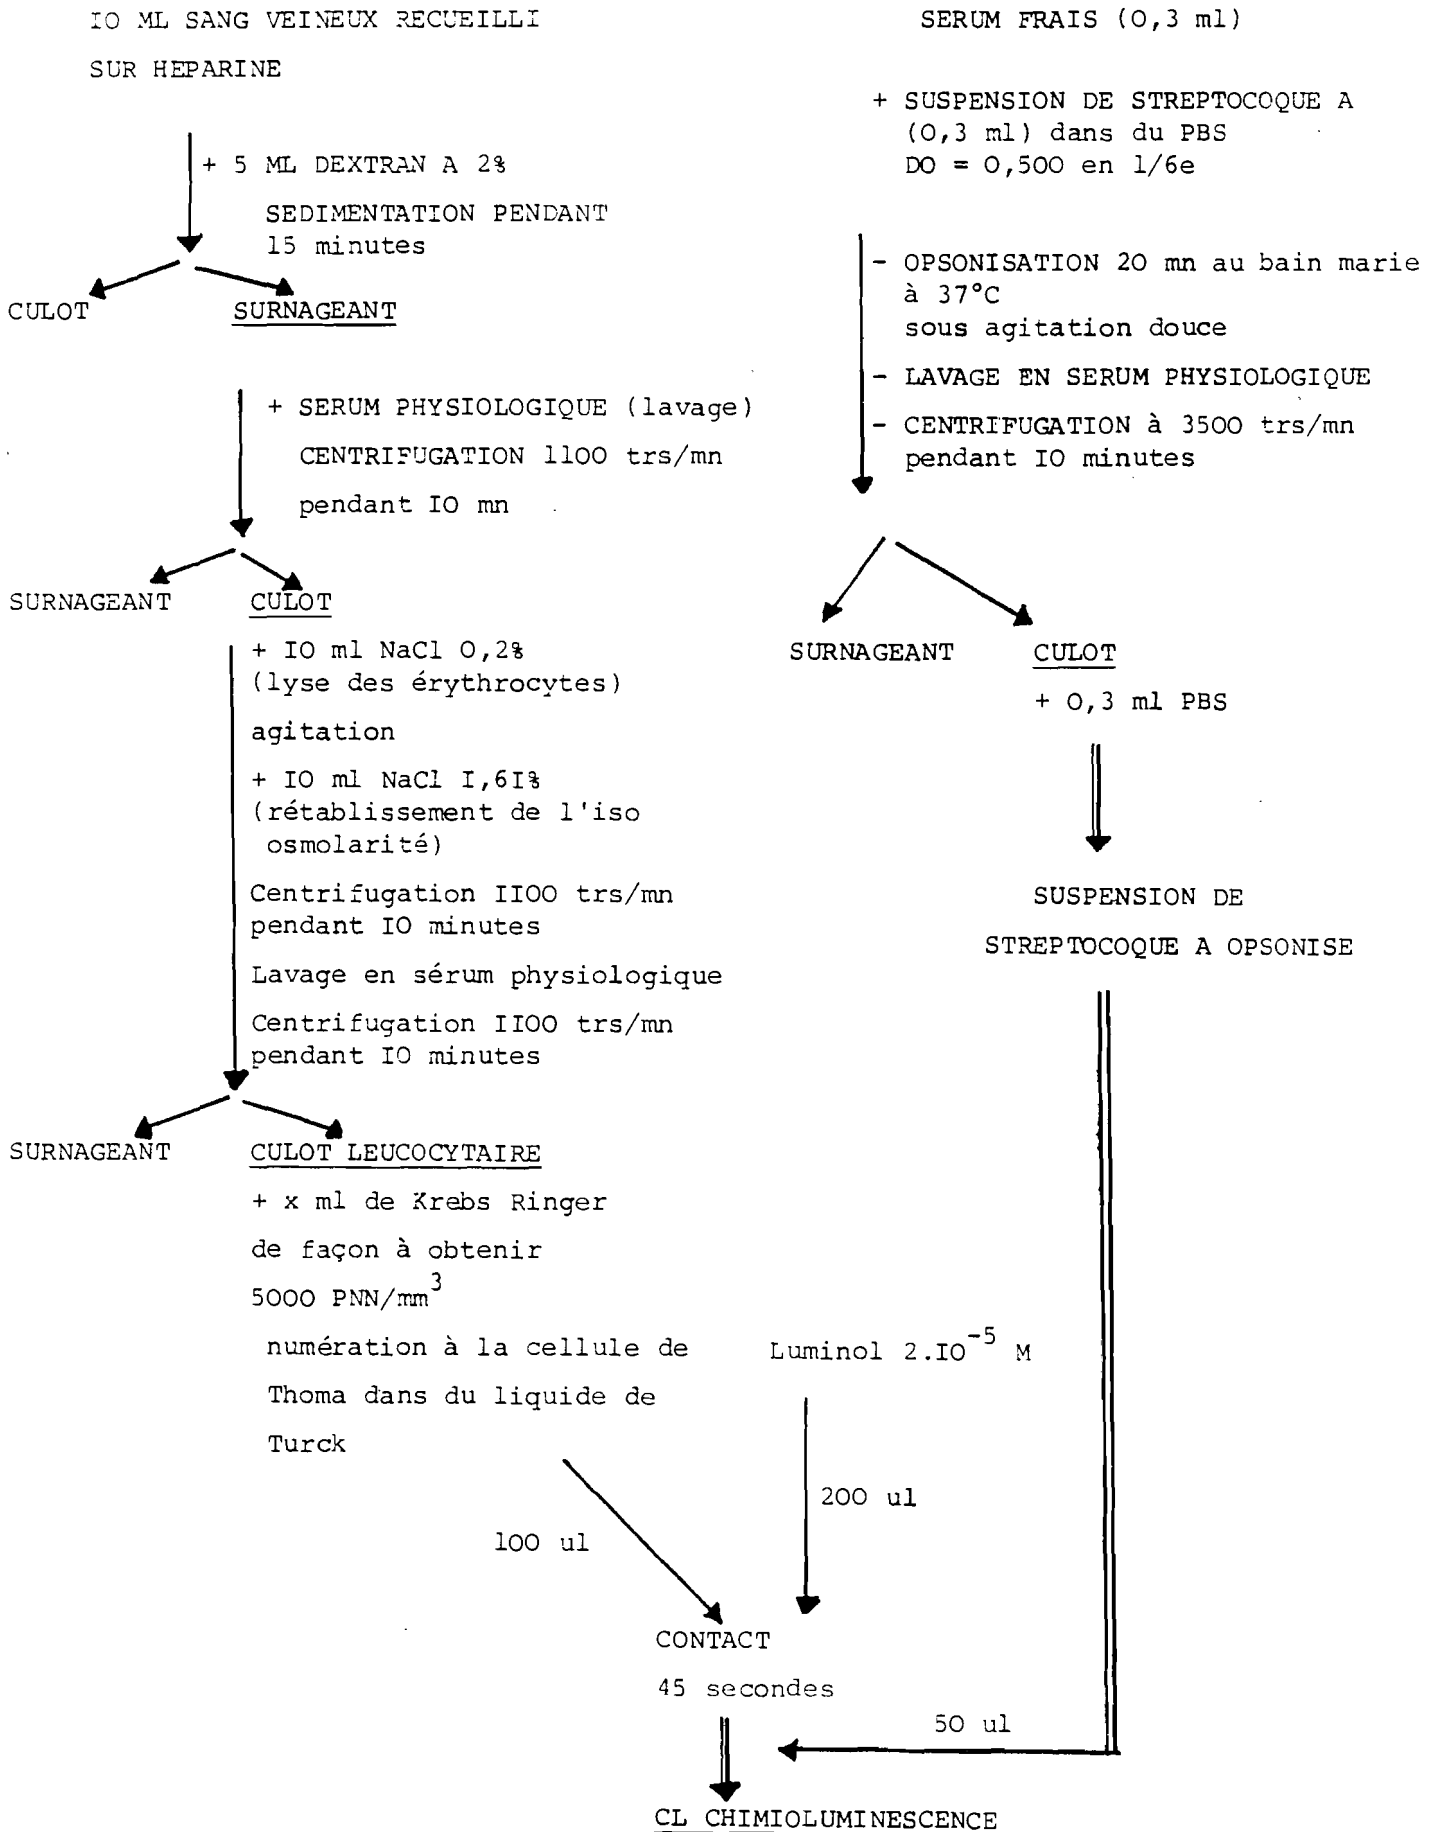 IO ML SANG VEINEUX RECUEILLI
SUR HEPARINE
+ 5 ML DEXTRAN A 2%
SEDIMENTATION PENDANT
15 minutes
CULOT
SURNAGEANT
+ SERUM PHYSIOLOGIQUE (lavage)
CENTRIFUGATION 1100 trs/mn
pendant IO mn
SURNAGEANT
CULOT
+ IO ml NaCl O,2%
(lyse des érythrocytes)
agitation
+ IO ml NaCl I,6I%
(rétablissement de l'iso
osmolarité)
Centrifugation IIOO trs/mn
pendant IO minutes
Lavage en sérum physiologique
Centrifugation IIOO trs/mn
pendant IO minutes
SURNAGEANT
CULOT LEUCOCYTAIRE
+ x ml de Krebs Ringer
de façon à obtenir
5000 PNN/mm³
numération à la cellule de
Thoma dans du liquide de
Turck
100 ul
SERUM FRAIS (O,3 ml)
+ SUSPENSION DE STREPTOCOQUE A
(O,3 ml) dans du PBS
DO = O,500 en 1/6e
- OPSONISATION 20 mn au bain marie
à 37°C
sous agitation douce
- LAVAGE EN SERUM PHYSIOLOGIQUE
- CENTRIFUGATION à 3500 trs/mn
pendant IO minutes
SURNAGEANT
CULOT
+ O,3 ml PBS
SUSPENSION DE
STREPTOCOQUE A OPSONISE
Luminol 2.IO⁻⁵ M
200 ul
CONTACT
45 secondes
50 ul
CL CHIMIOLUMINESCENCE